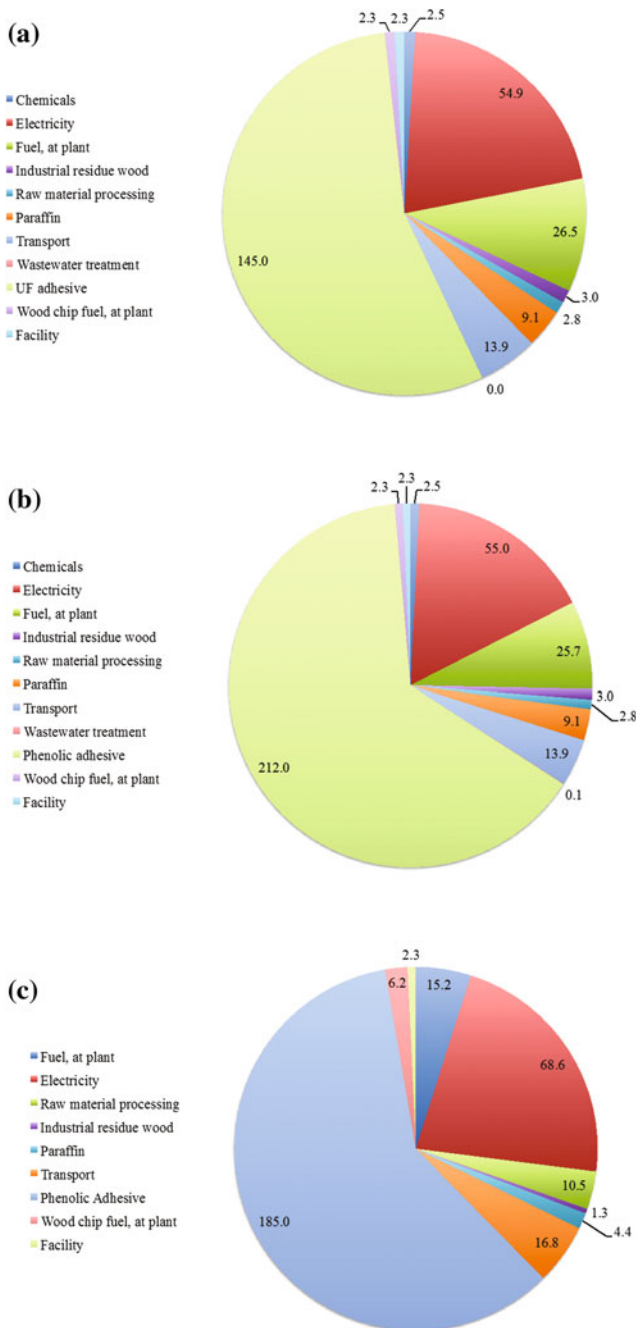 (a)
2.3 2.3 2.5
Chemicals
Electricity
Fuel, at plant
Industrial residue wood
Raw material processing
Paraffin
Transport
Wastewater treatment
UF adhesive
Wood chip fuel, at plant
Facility
54.9
26.5
3.0
2.8
9.1
13.9
0.0
145.0
(b)
2.3 2.3 2.5
Chemicals
Electricity
Fuel, at plant
Industrial residue wood
Raw material processing
Paraffin
Transport
Wastewater treatment
Phenolic adhesive
Wood chip fuel, at plant
Facility
55.0
25.7
3.0
2.8
9.1
13.9
0.1
212.0
(c)
2.3
6.2 15.2
Fuel, at plant
Electricity
Raw material processing
Industrial residue wood
Paraffin
Transport
Phenolic Adhesive
Wood chip fuel, at plant
Facility
68.6
10.5
1.3
4.4
16.8
185.0